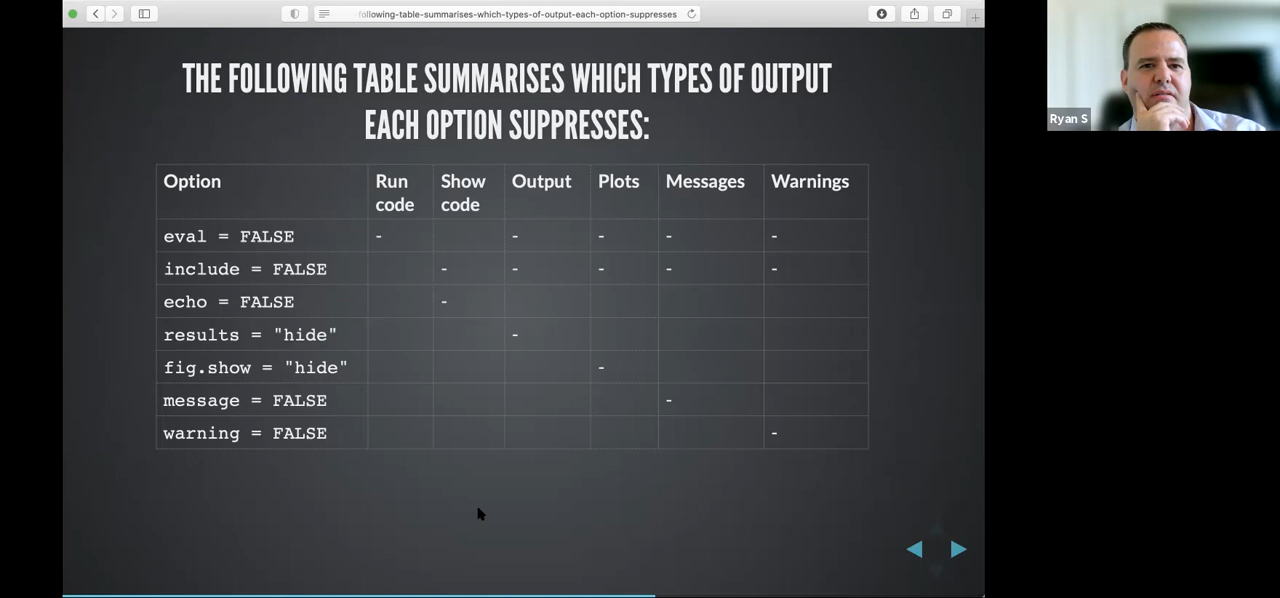 following-table-summarises-which-types-of-output-each-option-suppresses
THE FOLLOWING TABLE SUMMARISES WHICH TYPES OF OUTPUT
EACH OPTION SUPPRESSES:
Option Run code Show code Output Plots Messages Warnings
eval = FALSE - - - - -
include = FALSE - - - - -
echo = FALSE -
results = "hide" -
fig.show = "hide" -
message = FALSE -
warning = FALSE -
Ryan S